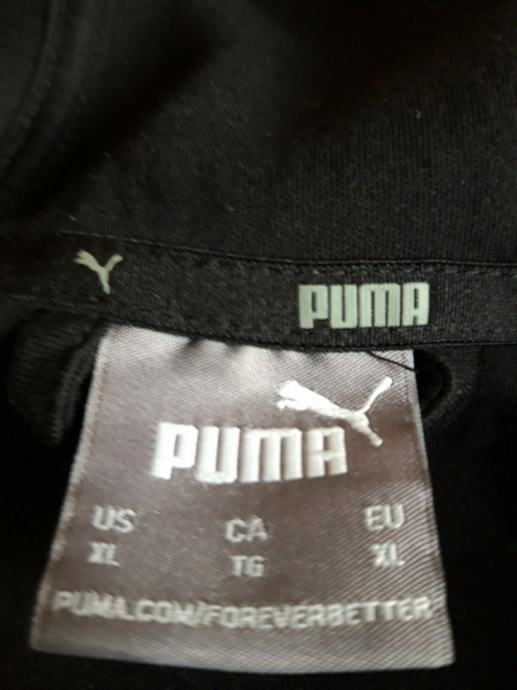 PUMA
PUMA
US CA EU
XL TG XL
PUMA.COM/FOREVERBETTER